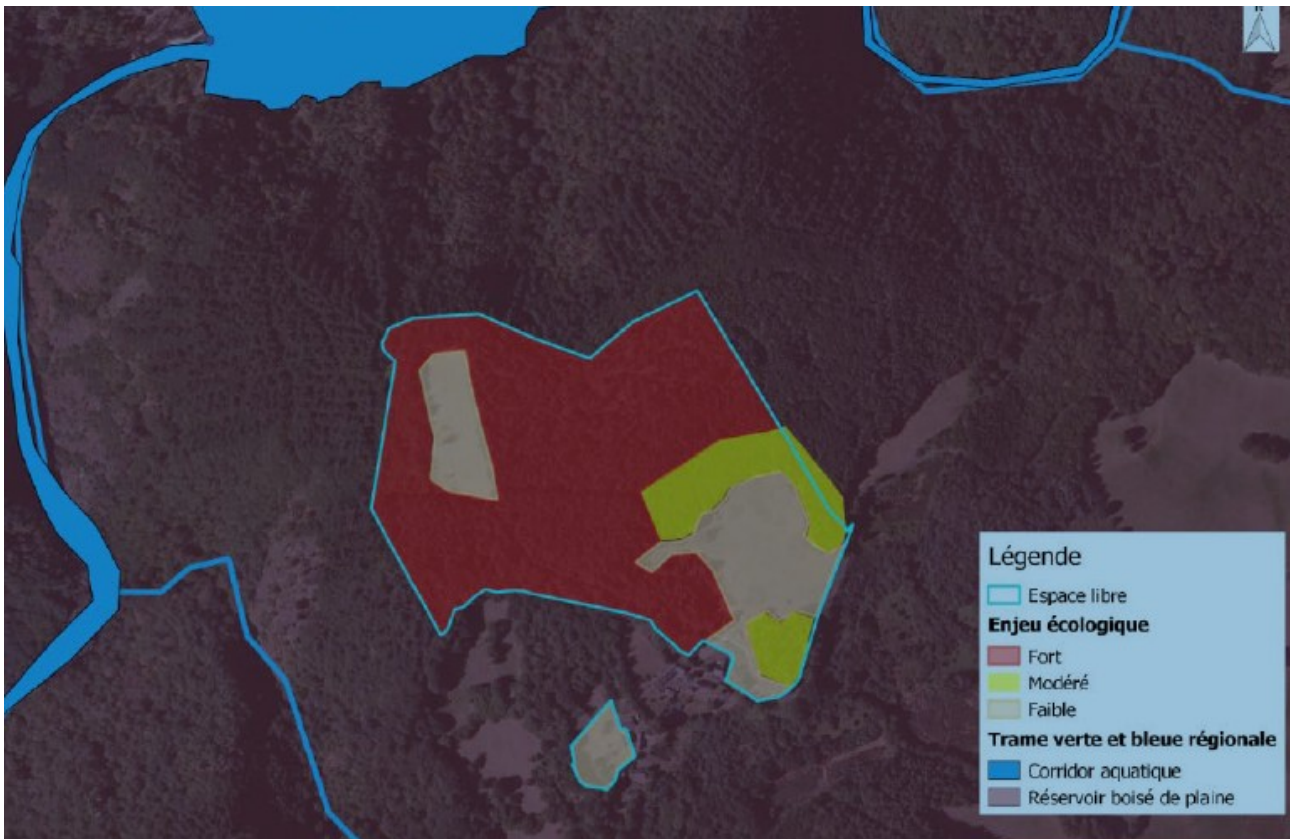 N
Légende
Espace libre
Enjeu écologique
Fort
Modéré
Faible
Trame verte et bleue régionale
Corridor aquatique
Réservoir boisé de plaine